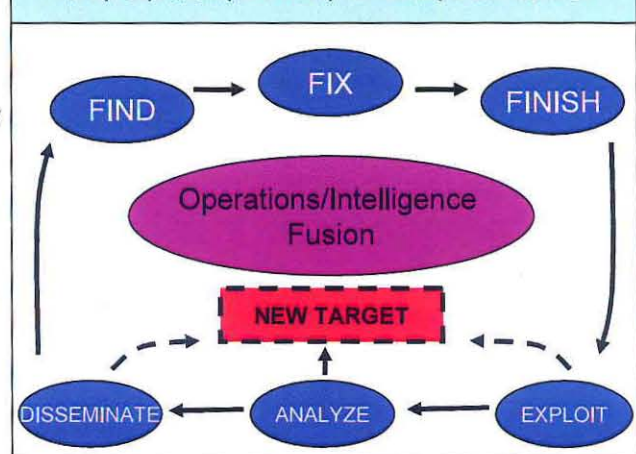 FIND
FIX
FINISH
Operations/Intelligence
Fusion
NEW TARGET
DISSEMINATE
ANALYZE
EXPLOIT